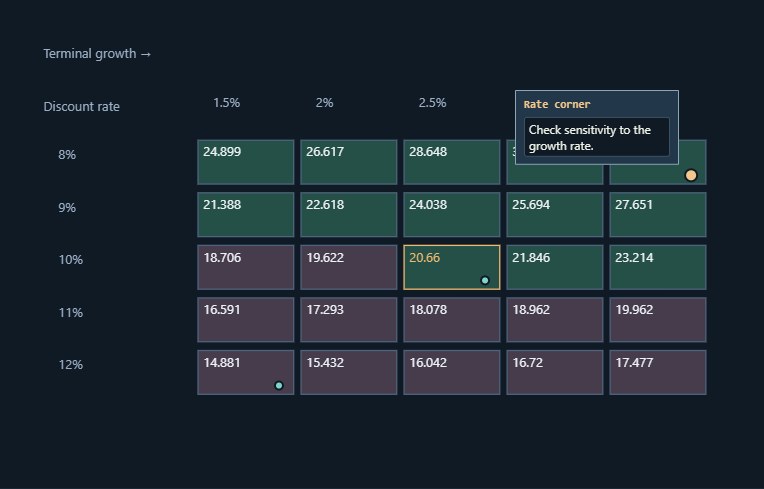 Terminal growth →
Discount rate 1.5% 2% 2.5%
Rate corner
Check sensitivity to the
growth rate.
8% 24.899 26.617 28.648
9% 21.388 22.618 24.038 25.694 27.651
10% 18.706 19.622 20.66 21.846 23.214
11% 16.591 17.293 18.078 18.962 19.962
12% 14.881 15.432 16.042 16.72 17.477